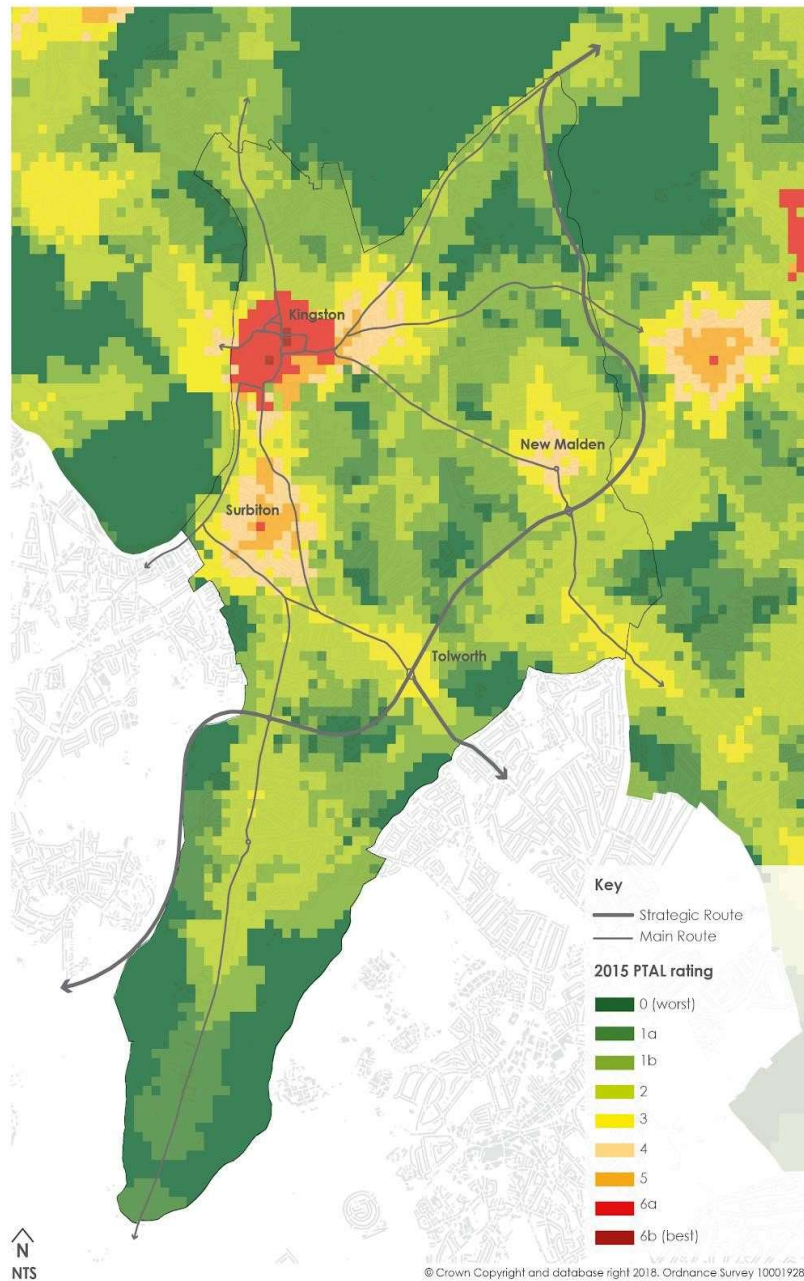 Kingston
New Malden
Surbiton
Tolworth
Key
Strategic Route
Main Route
2015 PTAL rating
0 (worst)
1a
1b
2
3
4
5
6a
6b (best)
N
NTS
© Crown Copyright and database right 2018. Ordnance Survey 10001928